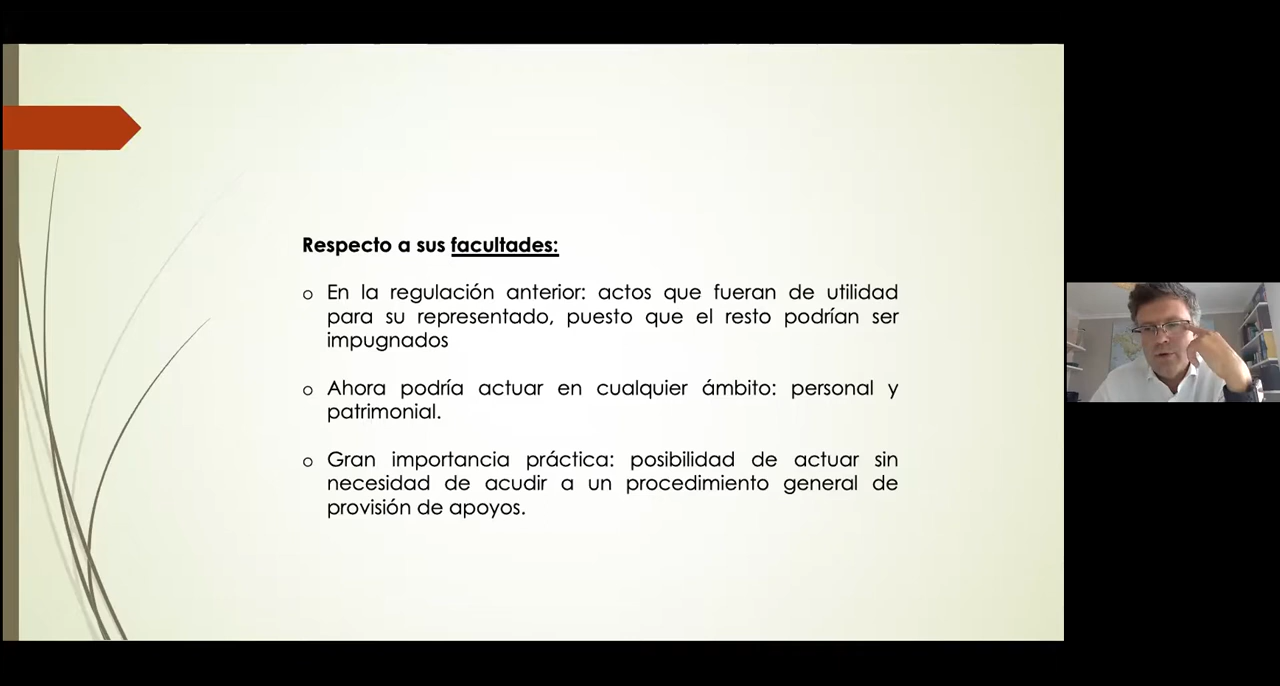 Respecto a sus facultades:
o En la regulación anterior: actos que fueran de utilidad
para su representado, puesto que el resto podrían ser
impugnados
o Ahora podría actuar en cualquier ámbito: personal y
patrimonial.
o Gran importancia práctica: posibilidad de actuar sin
necesidad de acudir a un procedimiento general de
provisión de apoyos.